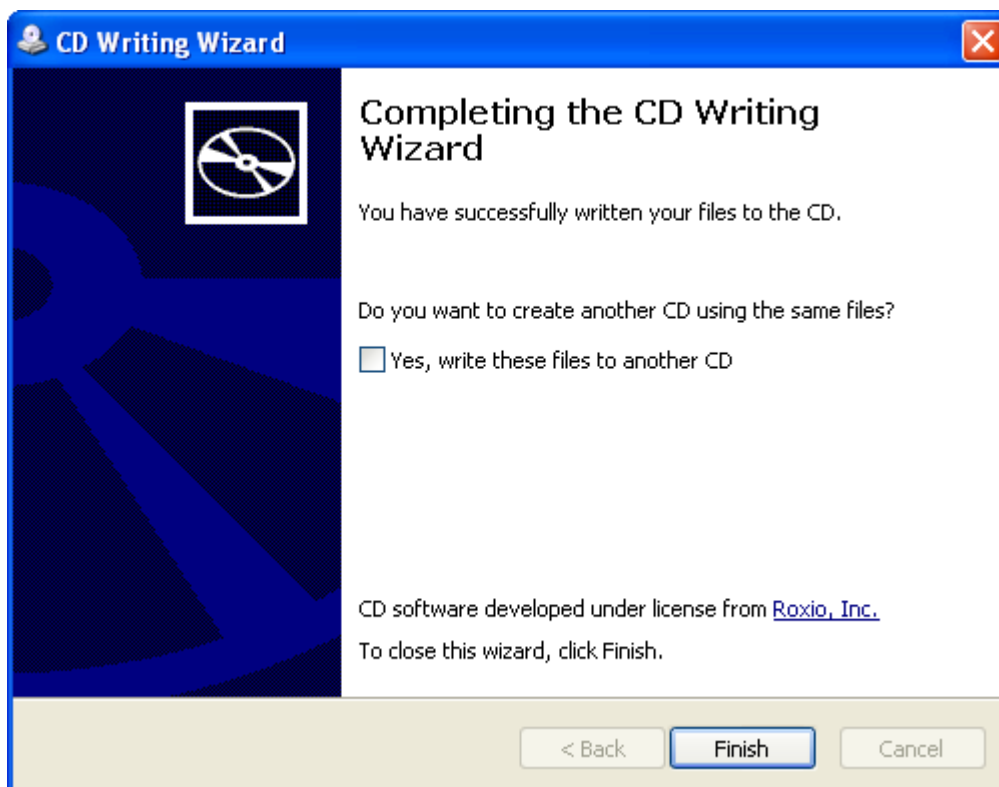 CD Writing Wizard
Completing the CD Writing
Wizard
You have successfully written your files to the CD.
Do you want to create another CD using the same files?
Yes, write these files to another CD
CD software developed under license from Roxio, Inc.
To close this wizard, click Finish.
< Back Finish Cancel